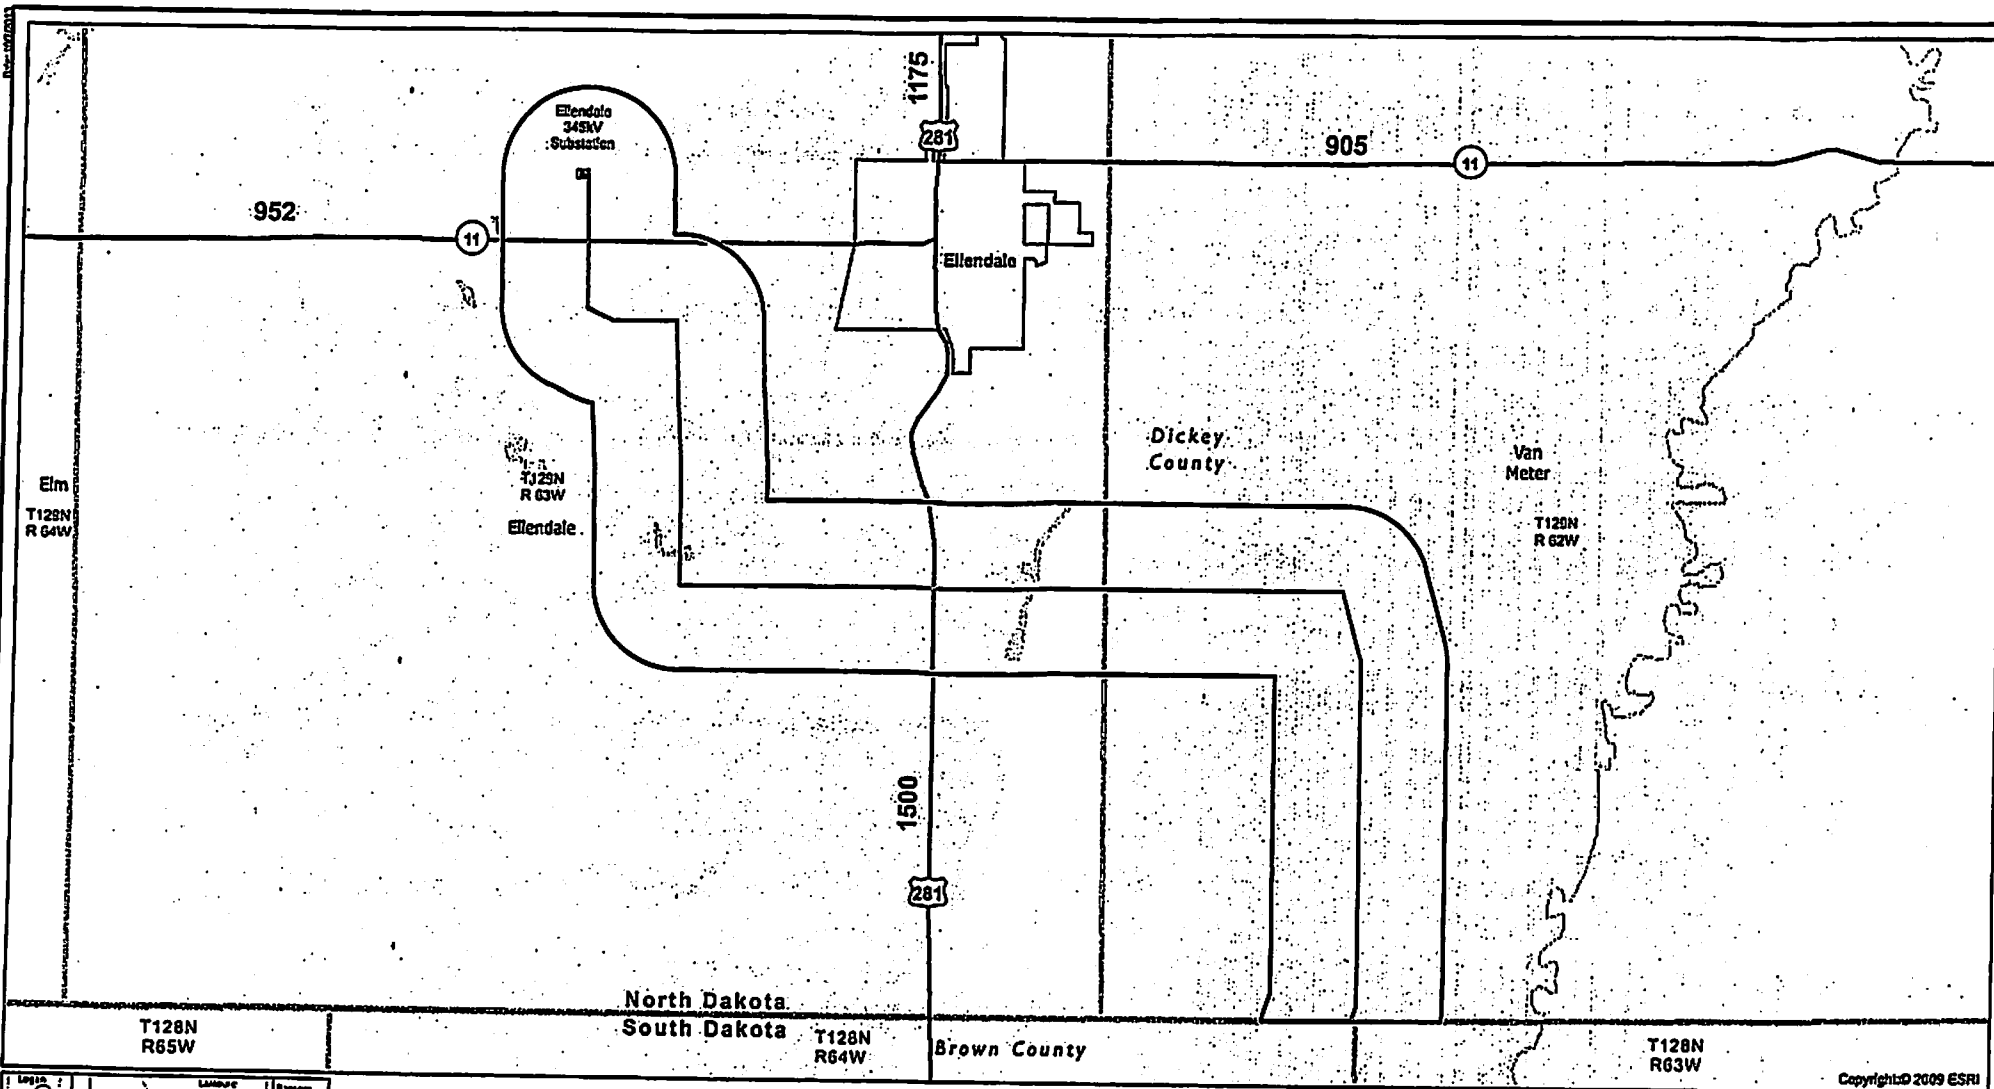 1175
Ellendale
345kV
Substation
281
905
11
952
11
Ellendale
Dickey
County
Van
Meter
Elm
T129N
R 64W
T129N
R 63W
Ellendale
T129N
R 62W
1500
281
North Dakota
South Dakota
T128N
R65W
T128N
R64W
Brown County
T128N
R63W
Copyright:© 2009 ESRI